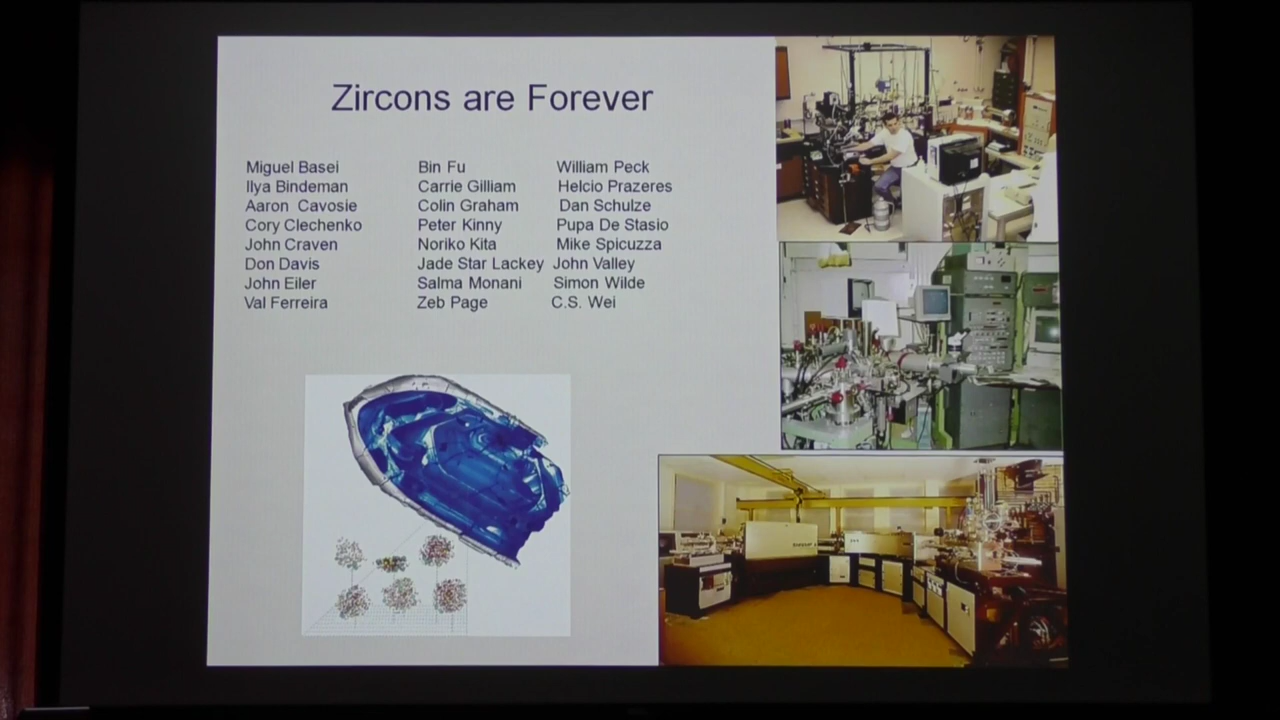 Zircons are Forever
Miguel Basei Bin Fu William Peck
Ilya Bindeman Carrie Gilliam Helcio Prazeres
Aaron Cavosie Colin Graham Dan Schulze
Cory Clechenko Peter Kinny Pupa De Stasio
John Craven Noriko Kita Mike Spicuzza
Don Davis Jade Star Lackey John Valley
John Eiler Salma Monani Simon Wilde
Val Ferreira Zeb Page C.S. Wei